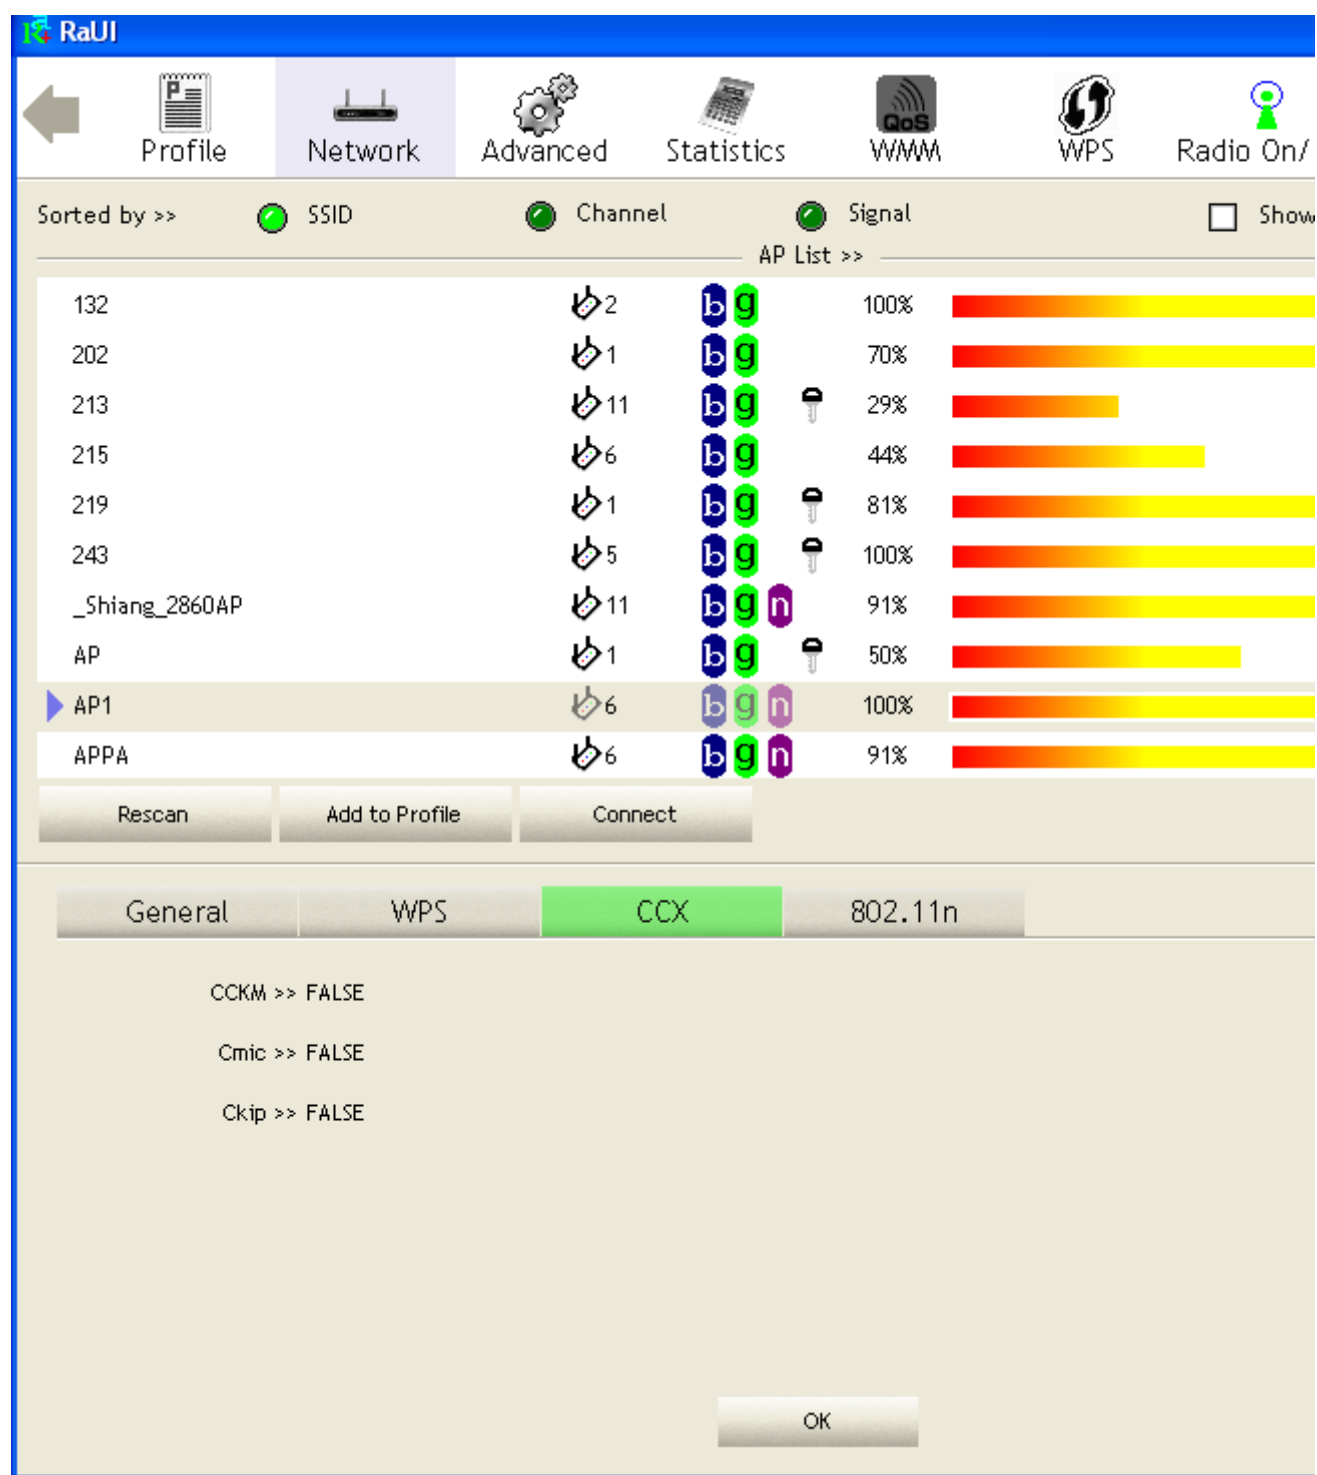 RaUI
Profile Network Advanced Statistics WMM WPS Radio On/
Sorted by >> SSID Channel Signal Show
AP List >>
132 2 b g 100%
202 1 b g 70%
213 11 b g 29%
215 6 b g 44%
219 1 b g 81%
243 5 b g 100%
_Shiang_2860AP 11 b g n 91%
AP 1 b g 50%
AP1 6 b g n 100%
APPA 6 b g n 91%
Rescan Add to Profile Connect
General WPS CCX 802.11n
CCKM >> FALSE
Cmic >> FALSE
Ckip >> FALSE
OK